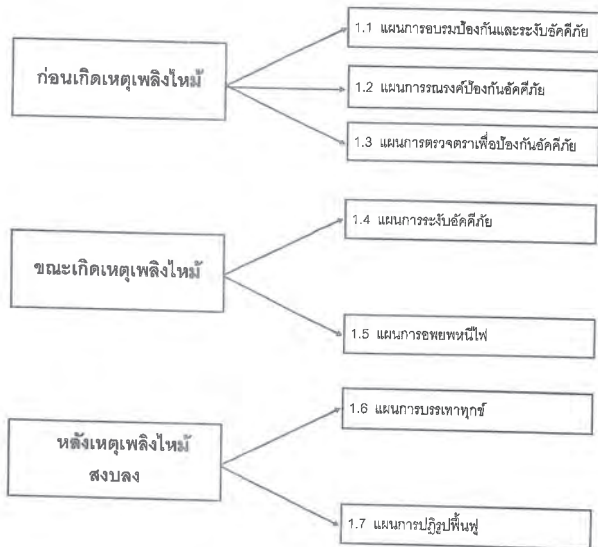 ก่อนเกิดเหตุเพลิงไหม้
1.1 แผนการอบรมป้องกันและระงับอัคคีภัย
1.2 แผนการรณรงค์ป้องกันอัคคีภัย
1.3 แผนการตรวจตราเพื่อป้องกันอัคคีภัย
ขณะเกิดเหตุเพลิงไหม้
1.4 แผนการระงับอัคคีภัย
1.5 แผนการอพยพหนีไฟ
หลังเหตุเพลิงไหม้
สงบลง
1.6 แผนการบรรเทาทุกข์
1.7 แผนการปฏิรูปฟื้นฟู